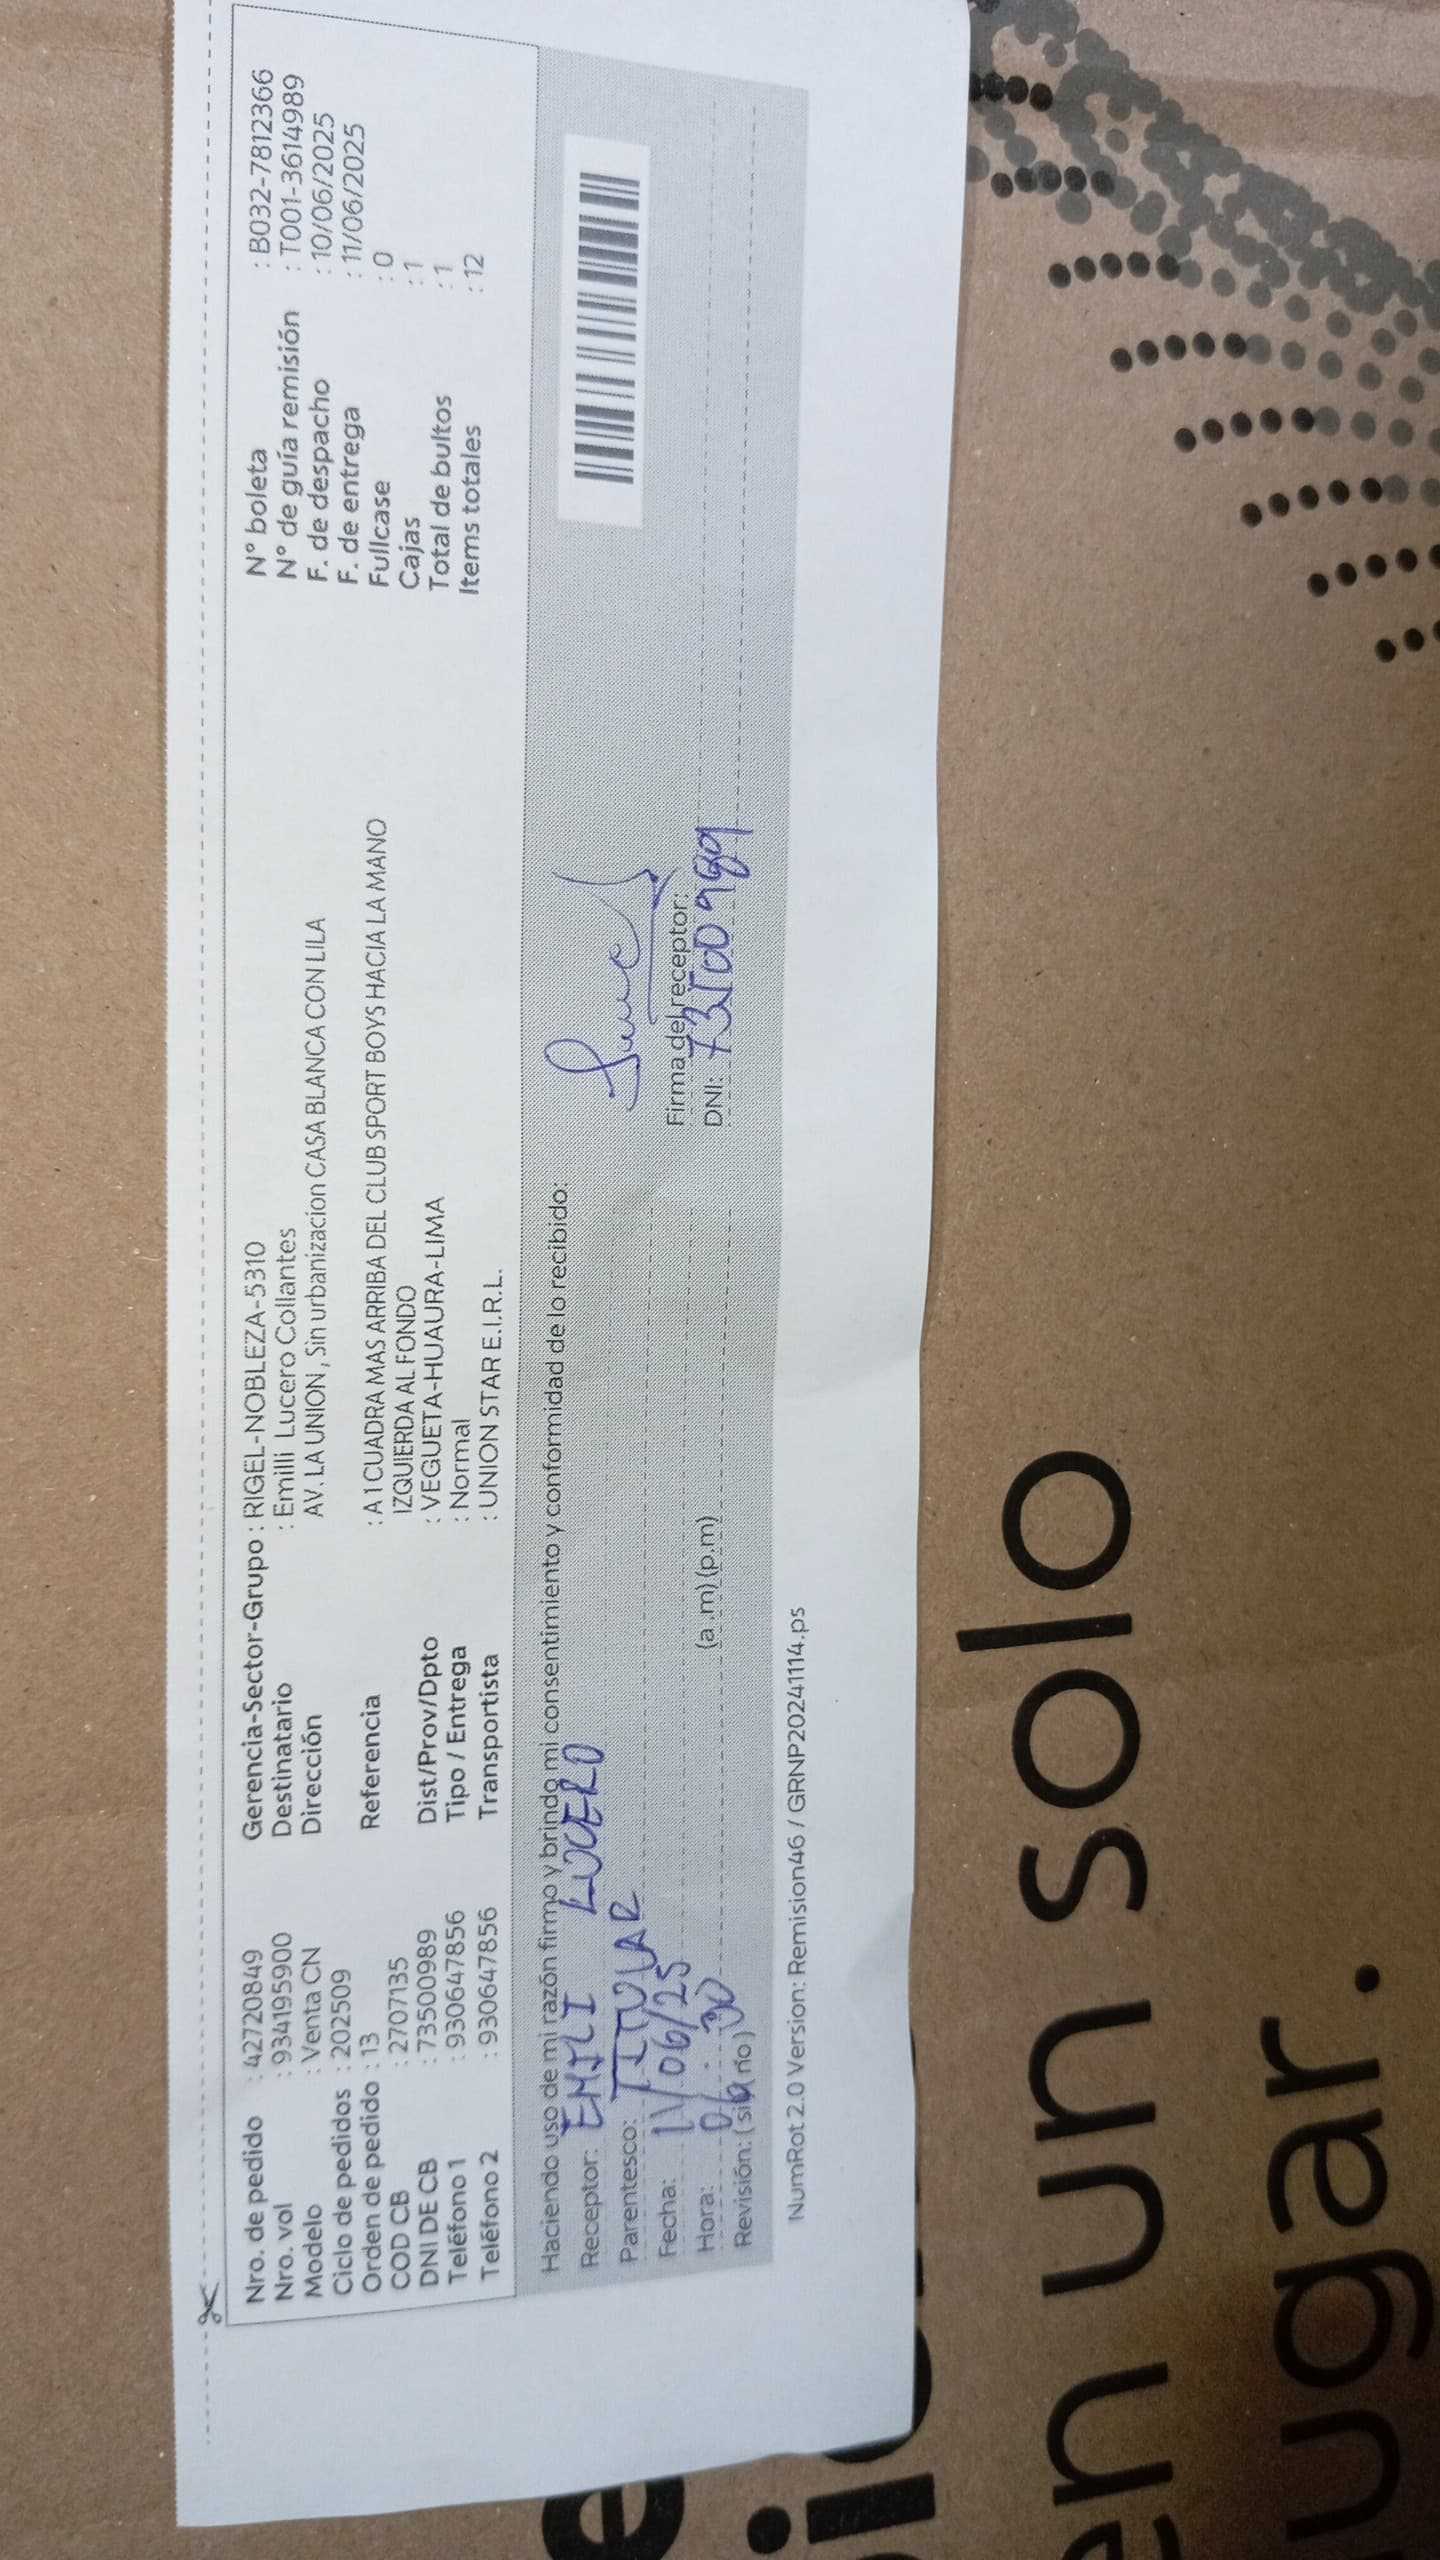 Nro. de pedido : 42720849
Nro. vol : 934195900
Modelo : Venta CN
Ciclo de pedidos : 202509
Orden de pedido : 13
COD CB : 2707135
DNI DE CB : 73500989
Teléfono 1 : 930647856
Teléfono 2 : 930647856
Gerencia-Sector-Grupo : RIGEL-NOBLEZA-5310
Destinatario : Emilli Lucero Collantes
Dirección AV. LA UNION , Sin urbanizacion CASA BLANCA CON LILA
Referencia : A 1 CUADRA MAS ARRIBA DEL CLUB SPORT BOYS HACIA LA MANO
IZQUIERDA AL FONDO
Dist/Prov/Dpto : VEGUETA-HUAURA-LIMA
Tipo / Entrega : Normal
Transportista : UNION STAR E.I.R.L.
N° boleta : B032-7812366
N° de guía remisión : T001-3614989
F. de despacho : 10/06/2025
F. de entrega : 11/06/2025
Fullcase : 0
Cajas : 1
Total de bultos : 1
Items totales : 12
Haciendo uso de mi razón firmo y brindo mi consentimiento y conformidad de lo recibido:
Receptor: EMILI LUCERO
Parentesco: TITULAR
Fecha: 11/06/25
Hora: (a .m) (p.m)
Revisión: ( si o no )
Firma del receptor:
DNI: 73500989
NumRot 2.0 Version: Remision46 / GRNP20241114.ps
en un solo
ugar.